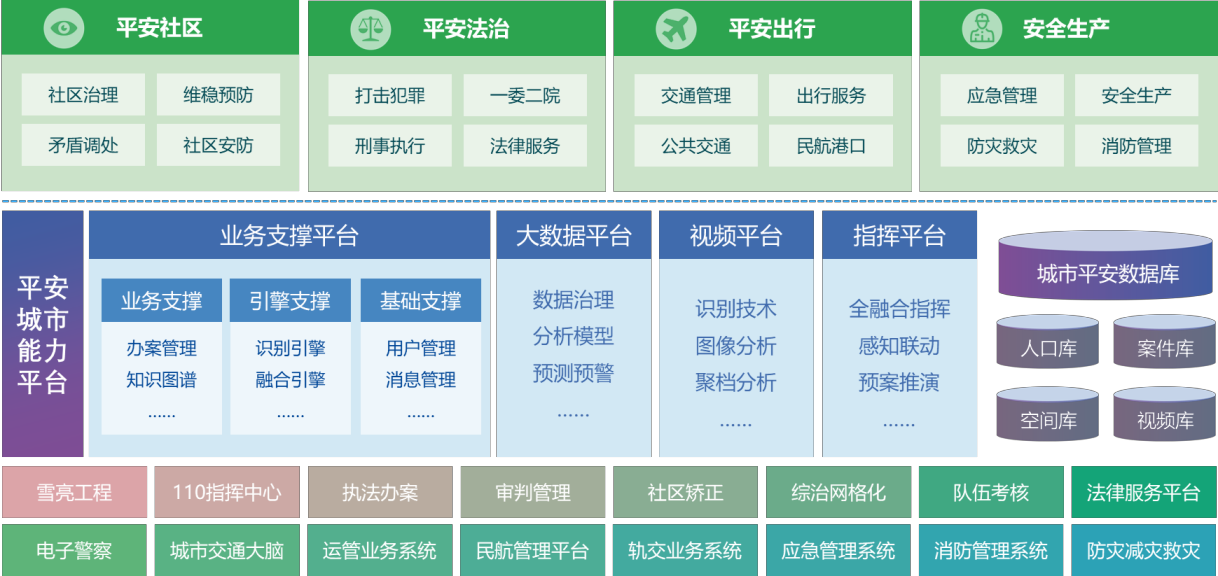 平安社区
平安法治
平安出行
安全生产
社区治理
维稳预防
打击犯罪
一委二院
交通管理
出行服务
应急管理
安全生产
矛盾调处
社区安防
刑事执行
法律服务
公共交通
民航港口
防灾救灾
消防管理
平安
城市
能力
平台
业务支撑平台
业务支撑
办案管理
知识图谱
......
引擎支撑
识别引擎
融合引擎
......
基础支撑
用户管理
消息管理
......
大数据平台
数据治理
分析模型
预测预警
......
视频平台
识别技术
图像分析
聚档分析
......
指挥平台
全融合指挥
感知联动
预案推演
......
城市平安数据库
人口库
案件库
空间库
视频库
雪亮工程
110指挥中心
执法办案
审判管理
社区矫正
综治网格化
队伍考核
法律服务平台
电子警察
城市交通大脑
运管业务系统
民航管理平台
轨交业务系统
应急管理系统
消防管理系统
防灾减灾救灾